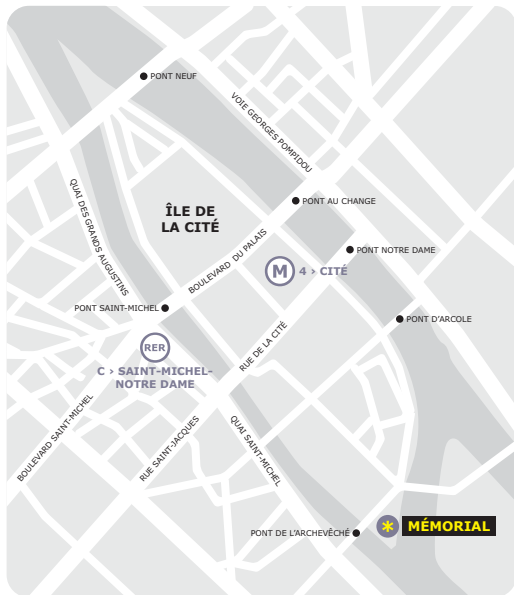 PONT NEUF
VOIE GEORGES POMPIDOU
QUAI DES GRANDS AUGUSTINS
ÎLE DE
LA CITÉ
PONT AU CHANGE
BOULEVARD DU PALAIS
PONT NOTRE DAME
M
4 › CITÉ
PONT SAINT-MICHEL
PONT D'ARCOLE
RER
RUE DE LA CITÉ
C › SAINT-MICHEL-
NOTRE DAME
BOULEVARD SAINT-MICHEL
RUE SAINT-JACQUES
QUAI SAINT-MICHEL
PONT DE L'ARCHEVÊCHÉ
* MÉMORIAL